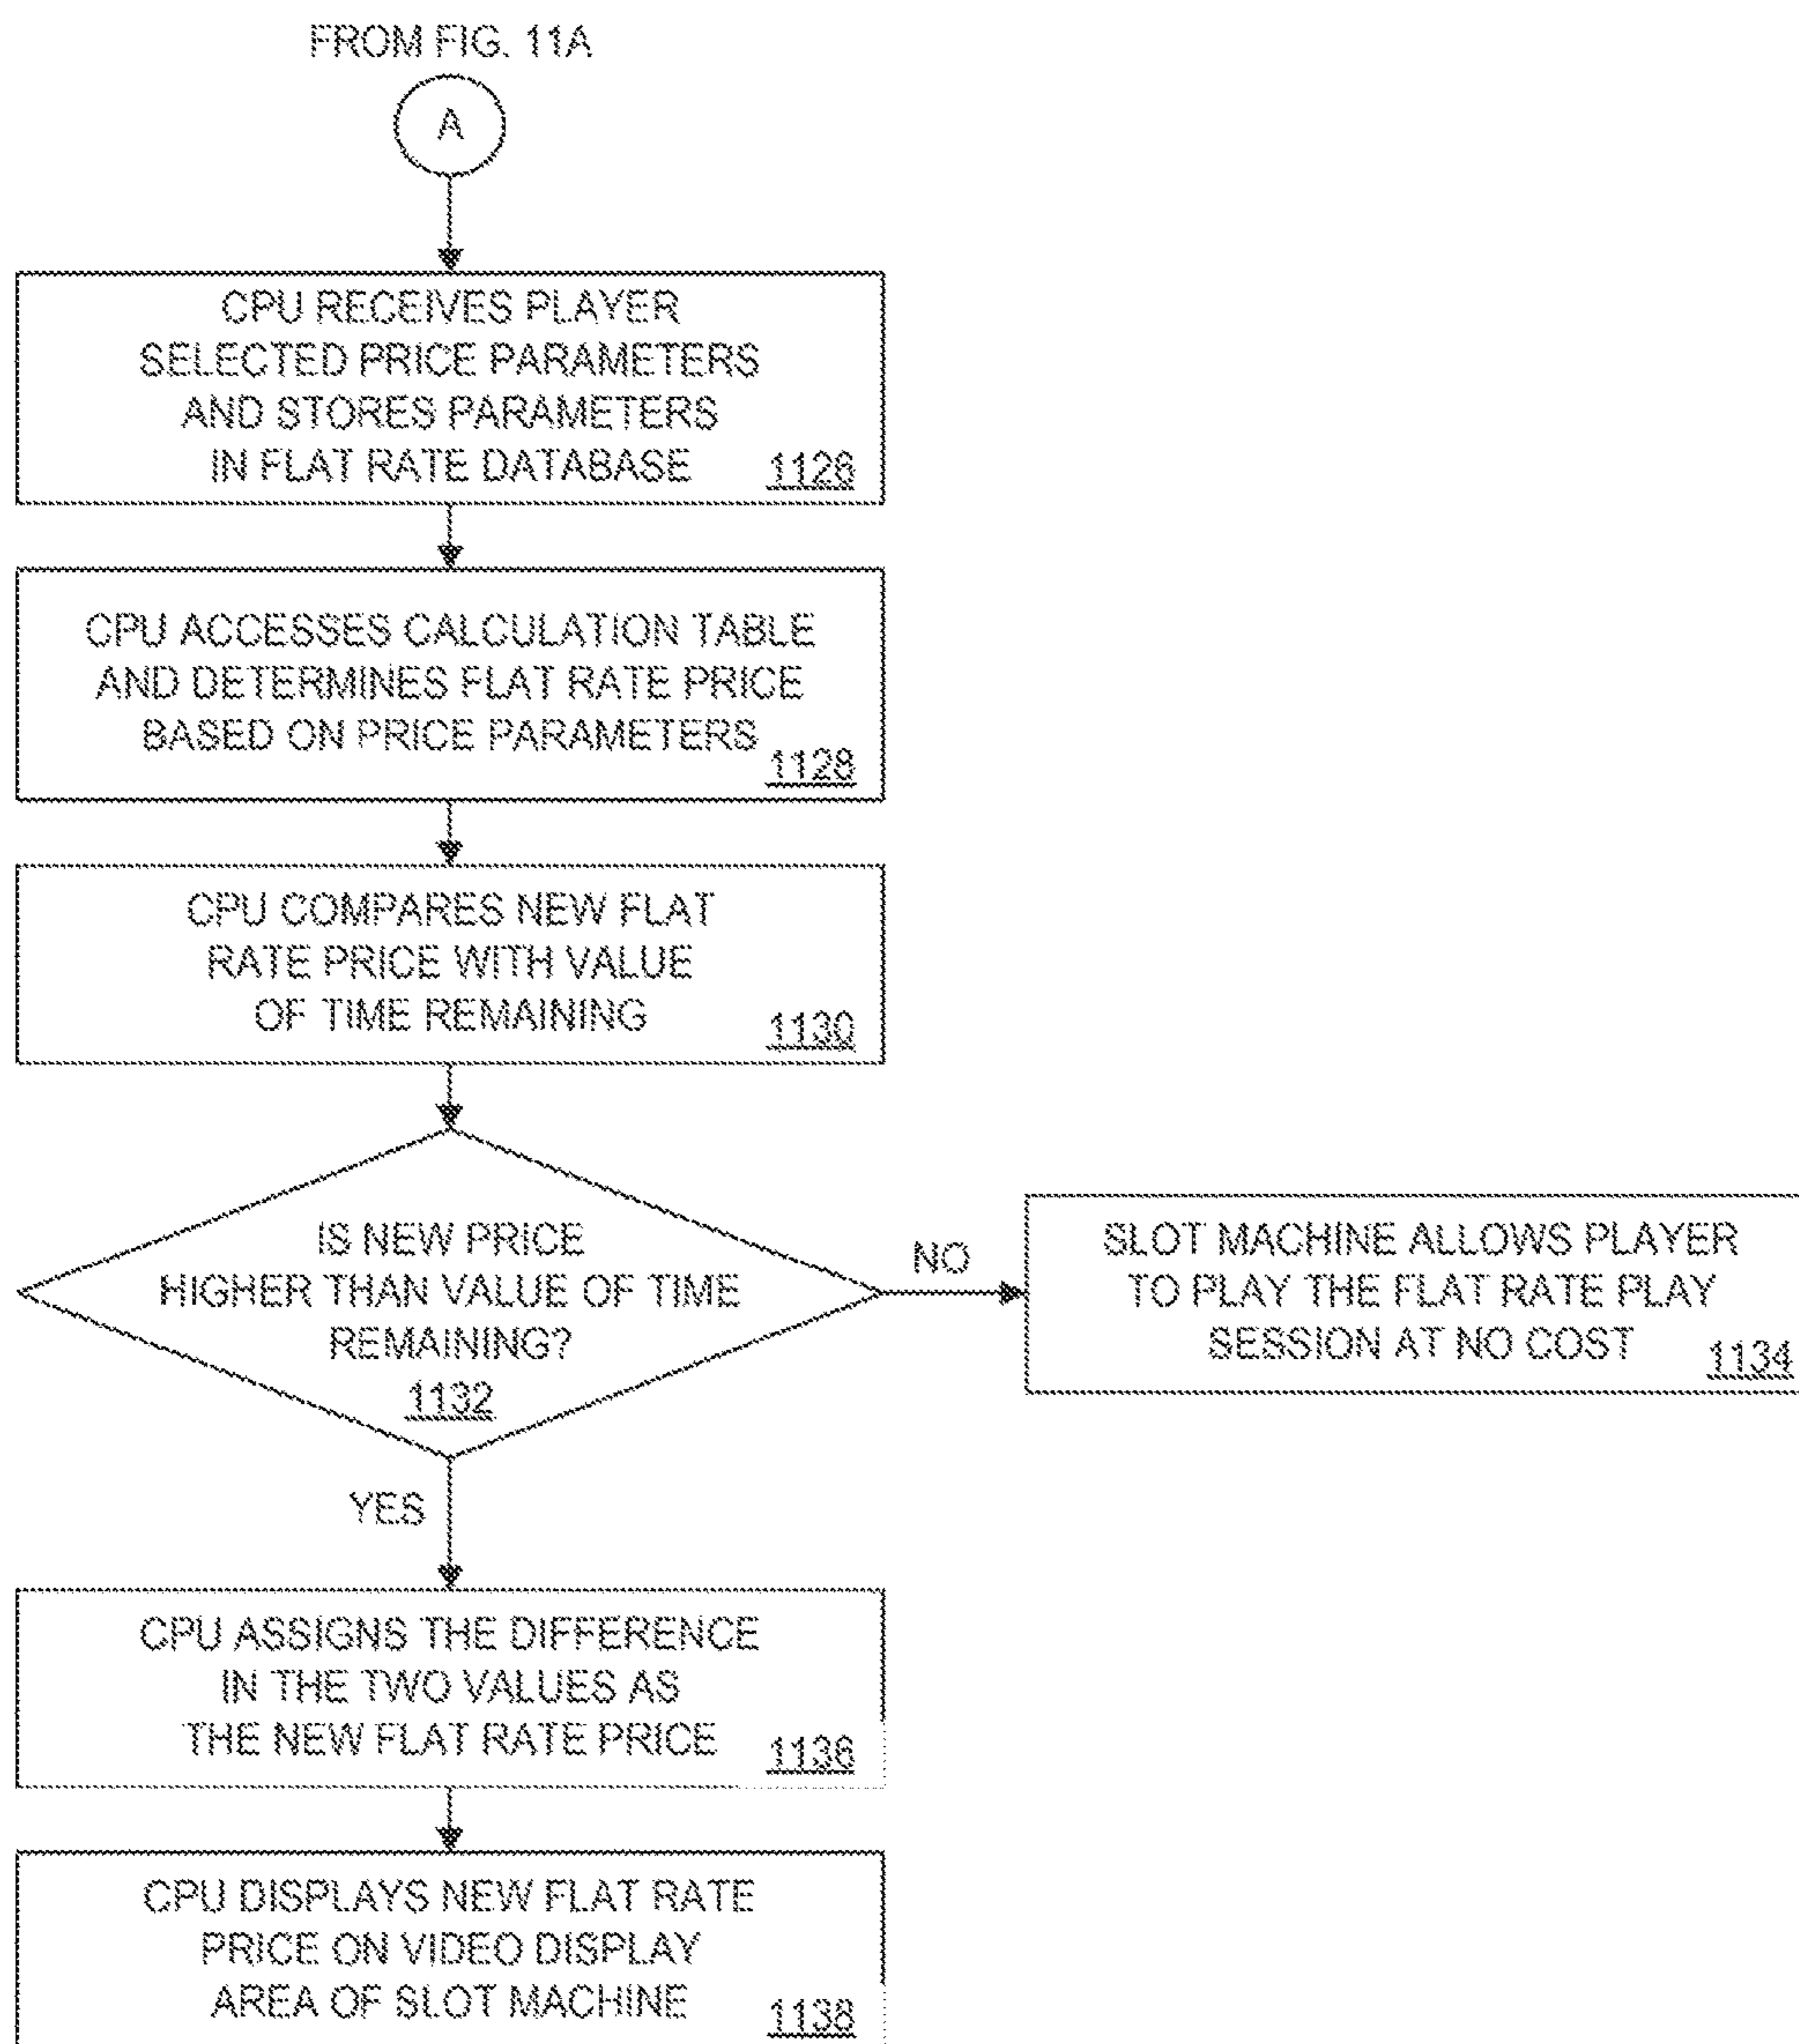 FROM FIG. 11A
A
CPU RECEIVES PLAYER
SELECTED PRICE PARAMETERS
AND STORES PARAMETERS
IN FLAT RATE DATABASE 1126
CPU ACCESSES CALCULATION TABLE
AND DETERMINES FLAT RATE PRICE
BASED ON PRICE PARAMETERS
1128
CPU COMPARES NEW FLAT
RATE PRICE WITH VALUE
OF TIME REMAINING 1130
IS NEW PRICE
HIGHER THAN VALUE OF TIME
REMAINING?
1132
NO
SLOT MACHINE ALLOWS PLAYER
TO PLAY THE FLAT RATE PLAY
SESSION AT NO COST 1134
YES
CPU ASSIGNS THE DIFFERENCE
IN THE TWO VALUES AS
THE NEW FLAT RATE PRICE 1136
CPU DISPLAYS NEW FLAT RATE
PRICE ON VIDEO DISPLAY
AREA OF SLOT MACHINE 1138